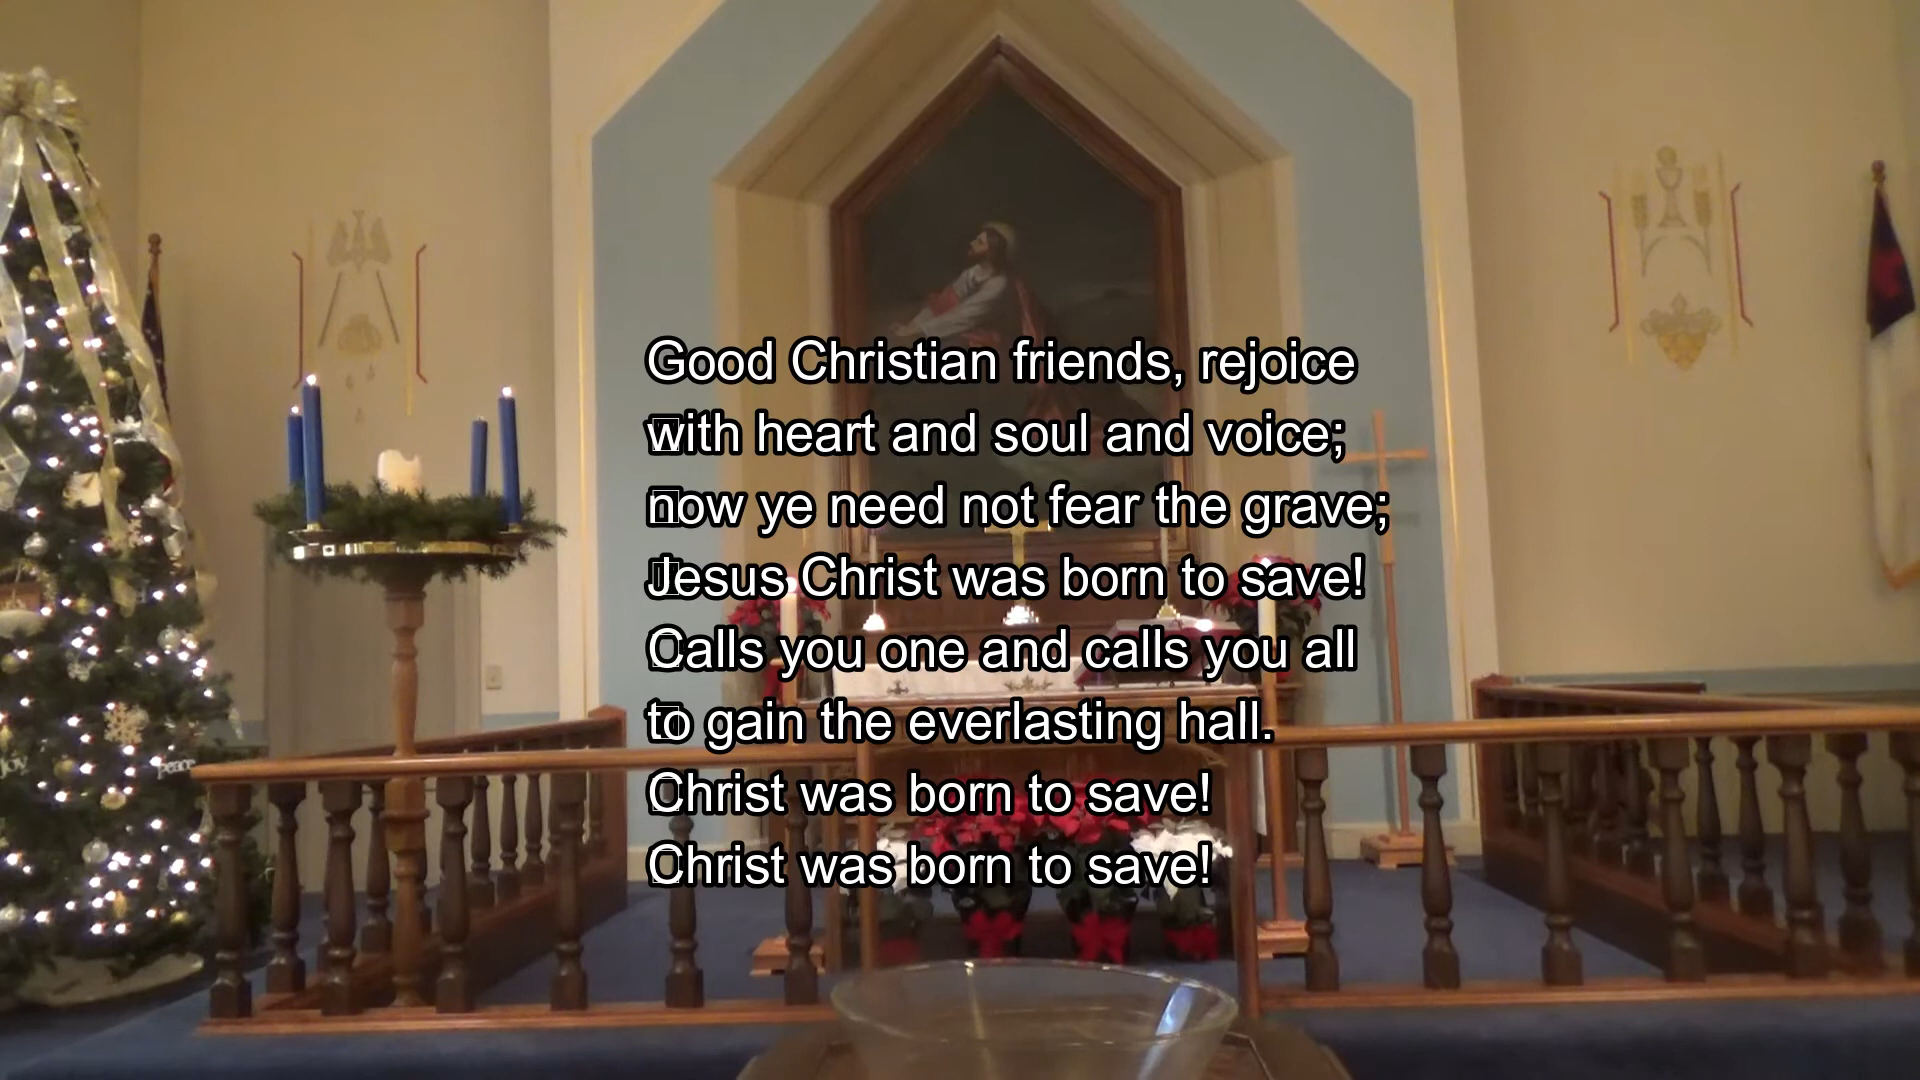 Good Christian friends, rejoice
with heart and soul and voice;
now ye need not fear the grave;
Jesus Christ was born to save!
Calls you one and calls you all
to gain the everlasting hall.
Christ was born to save!
Christ was born to save!
joy
peace